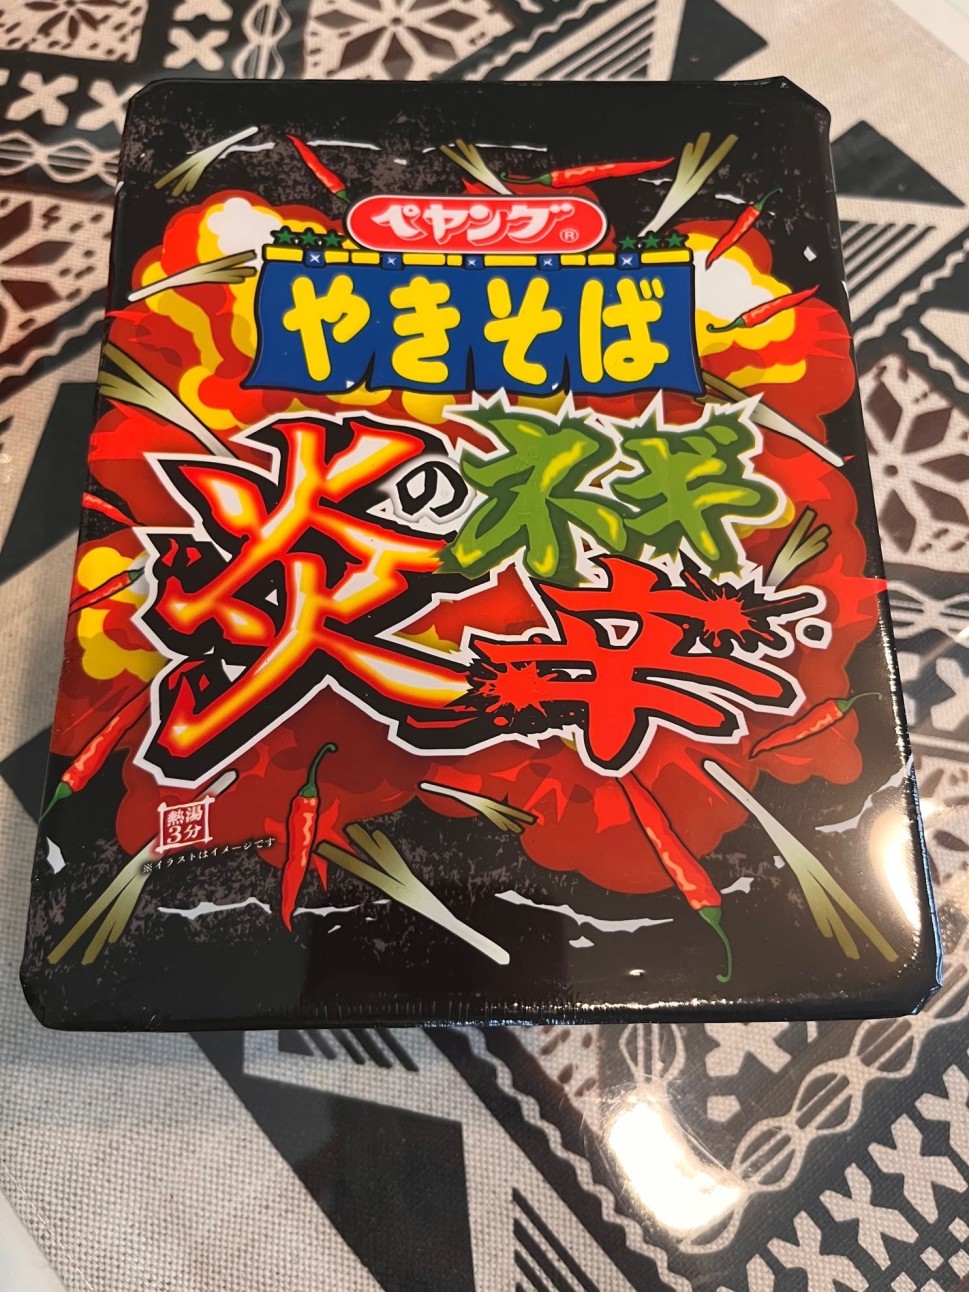 ペヤング®
やきそば
炎のネギ
辛
熱湯
3分
※イラストはイメージです